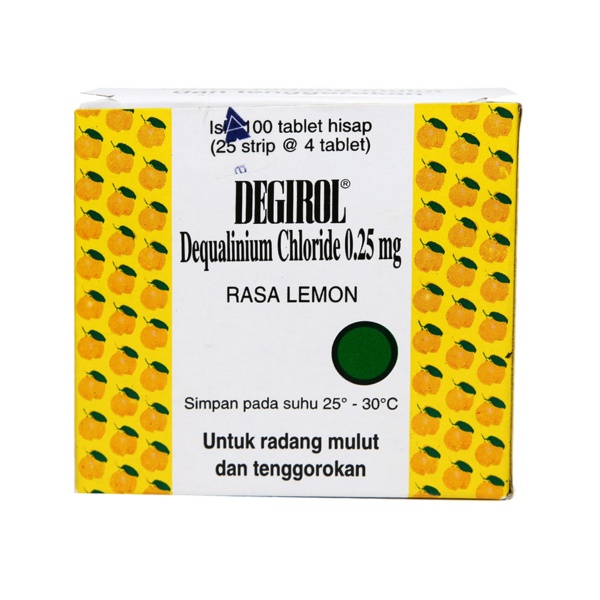 Isi 100 tablet hisap
(25 strip @ 4 tablet)
DEGIROL®
Dequalinium Chloride 0.25 mg
RASA LEMON
Simpan pada suhu 25° - 30°C
Untuk radang mulut
dan tenggorokan